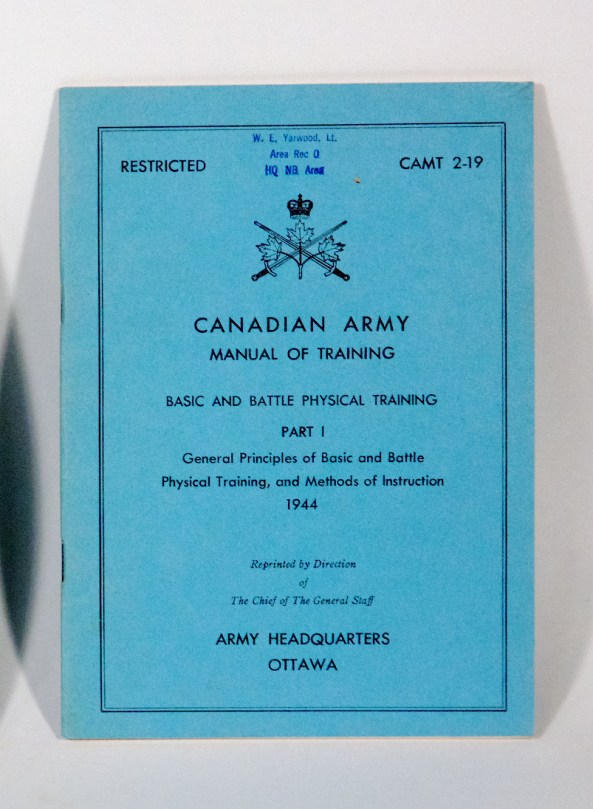 W. E. Yarwood, Lt.
Area Rec O
HQ NB Area
RESTRICTED
CAMT 2-19
CANADIAN ARMY
MANUAL OF TRAINING
BASIC AND BATTLE PHYSICAL TRAINING
PART I
General Principles of Basic and Battle
Physical Training, and Methods of Instruction
1944
Reprinted by Direction
of
The Chief of The General Staff
ARMY HEADQUARTERS
OTTAWA